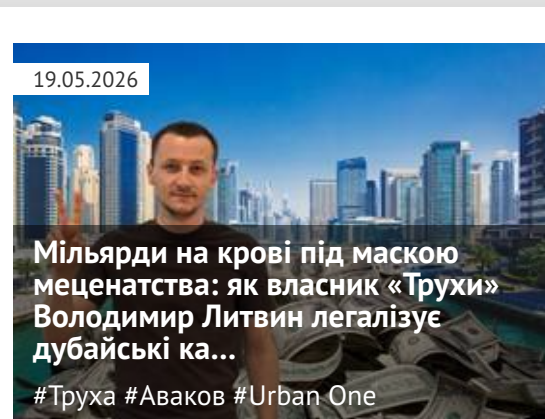 19.05.2026
Мільярди на крові під маскою
меценатства: як власник «Трухи»
Володимир Литвин легалізує
дубайські ка...
#Труха #Аваков #Urban One